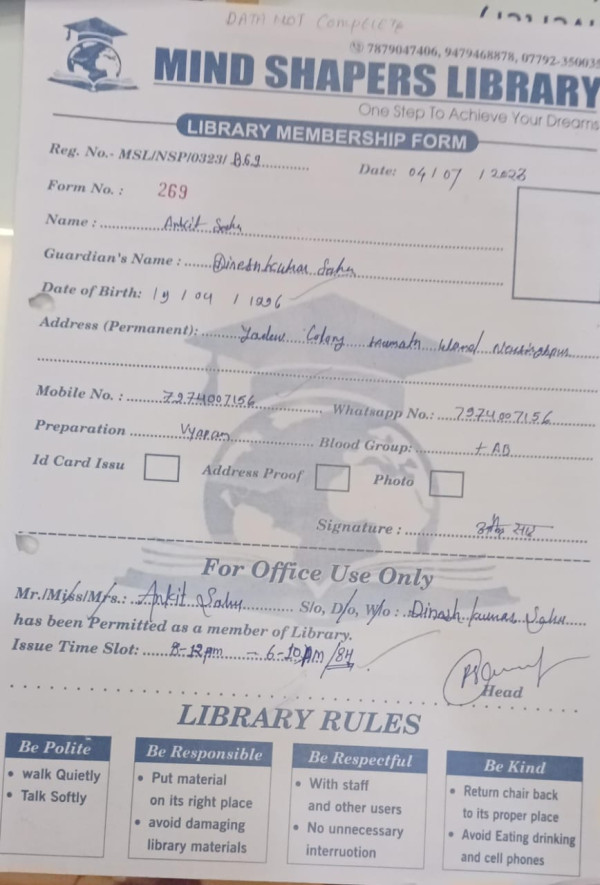 DATA NOT COMPLETE
7879047406, 9479468878, 07792-350035
MIND SHAPERS LIBRARY
One Step To Achieve Your Dreams
LIBRARY MEMBERSHIP FORM
Reg. No.- MSL/NSP/0323/ 869 Date: 04 / 07 / 2023
Form No. : 269
Name : Ankit Sahu
Guardian's Name : Dinesh kumar Sahu
Date of Birth: 19 / 04 / 1996
Address (Permanent): Yadav Colony Narsinghpur
Mobile No. : 7974007156 Whatsapp No.: 7974007156
Preparation Vyapam Blood Group: + AB
Id Card Issu Address Proof Photo
Signature :
For Office Use Only
Mr./Miss/Mrs.: Ankit Sahu S/o, D/o, W/o : Dinesh kumar Sahu
has been Permitted as a member of Library.
Issue Time Slot: 8-12pm - 6-10PM /8H
Head
LIBRARY RULES
Be Polite
• walk Quietly
• Talk Softly
Be Responsible
• Put material
on its right place
• avoid damaging
library materials
Be Respectful
• With staff
and other users
• No unnecessary
interruotion
Be Kind
• Return chair back
to its proper place
• Avoid Eating drinking
and cell phones